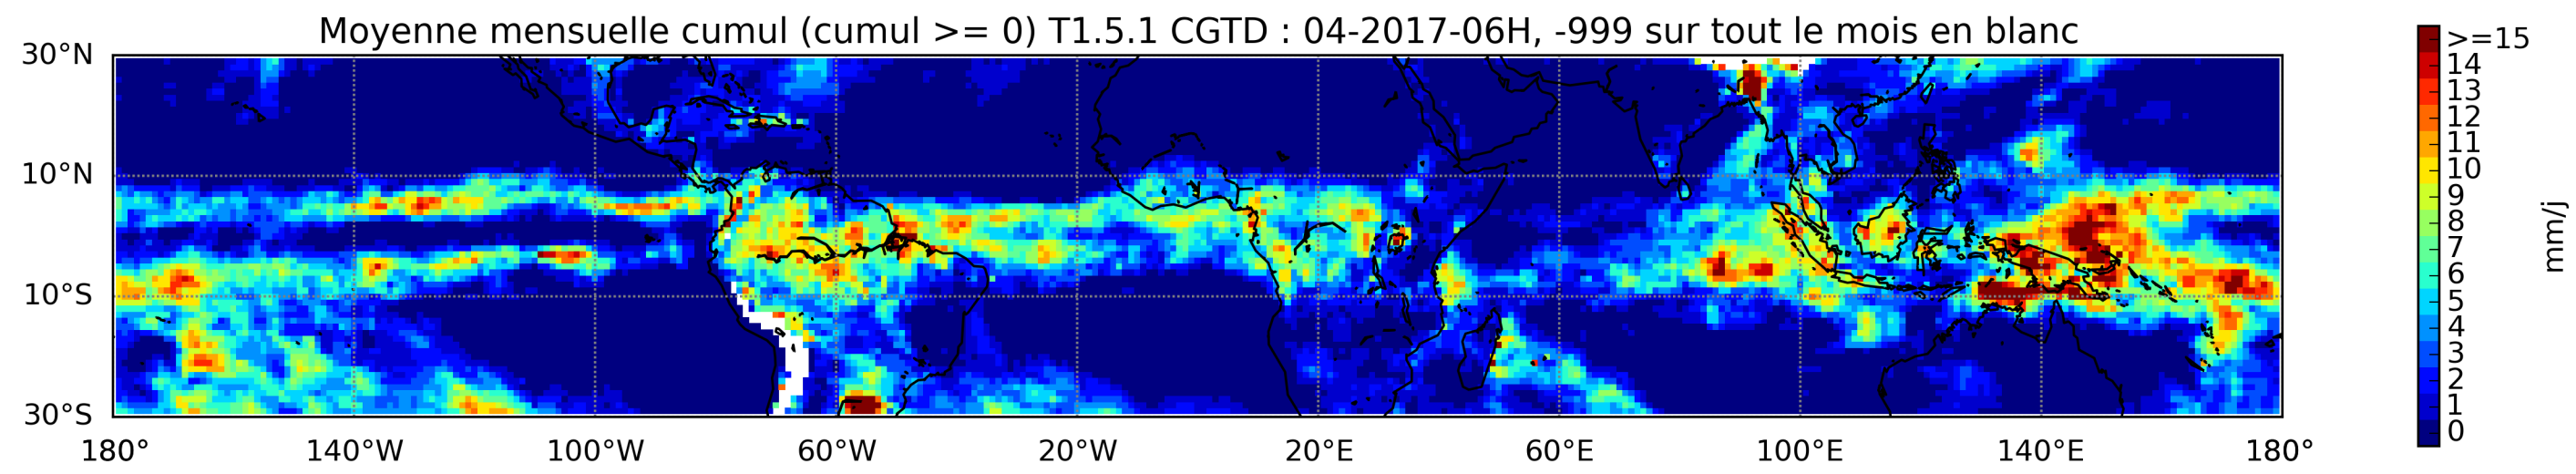 Moyenne mensuelle cumul (cumul >= 0) T1.5.1 CGTD : 04-2017-06H, -999 sur tout le mois en blanc
30°N
10°N
10°S
30°S
180°
140°W
100°W
60°W
20°W
20°E
60°E
100°E
140°E
180°
>=15
14
13
12
11
10
9
8
7
6
5
4
3
2
1
0
mm/j